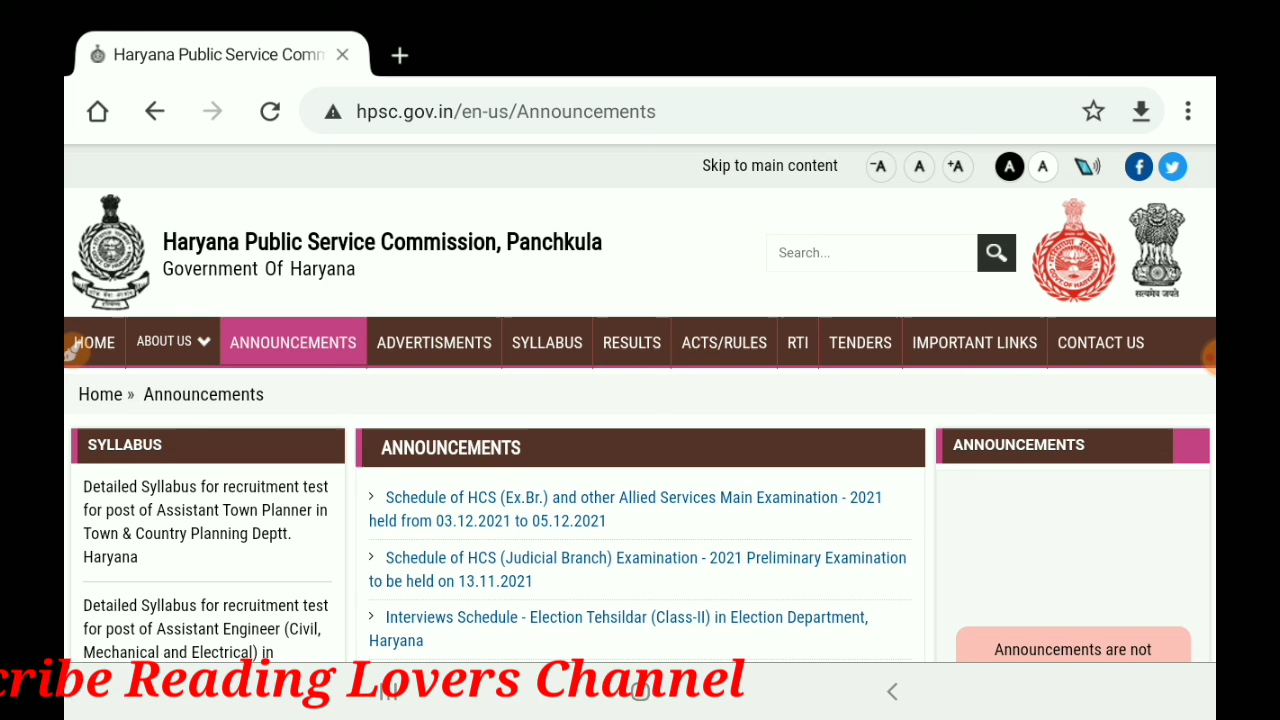 Haryana Public Service Comm
hpsc.gov.in/en-us/Announcements
Skip to main content
-A A +A A A
Haryana Public Service Commission, Panchkula
Government Of Haryana
Search...
सत्यमेव जयते
HOME ABOUT US ANNOUNCEMENTS ADVERTISMENTS SYLLABUS RESULTS ACTS/RULES RTI TENDERS IMPORTANT LINKS CONTACT US
Home » Announcements
SYLLABUS
Detailed Syllabus for recruitment test
for post of Assistant Town Planner in
Town & Country Planning Deptt.
Haryana
Detailed Syllabus for recruitment test
for post of Assistant Engineer (Civil,
Mechanical and Electrical) in
ANNOUNCEMENTS
Schedule of HCS (Ex.Br.) and other Allied Services Main Examination - 2021
held from 03.12.2021 to 05.12.2021
Schedule of HCS (Judicial Branch) Examination - 2021 Preliminary Examination
to be held on 13.11.2021
Interviews Schedule - Election Tehsildar (Class-II) in Election Department,
Haryana
ANNOUNCEMENTS
Announcements are not
cribe Reading Lovers Channel